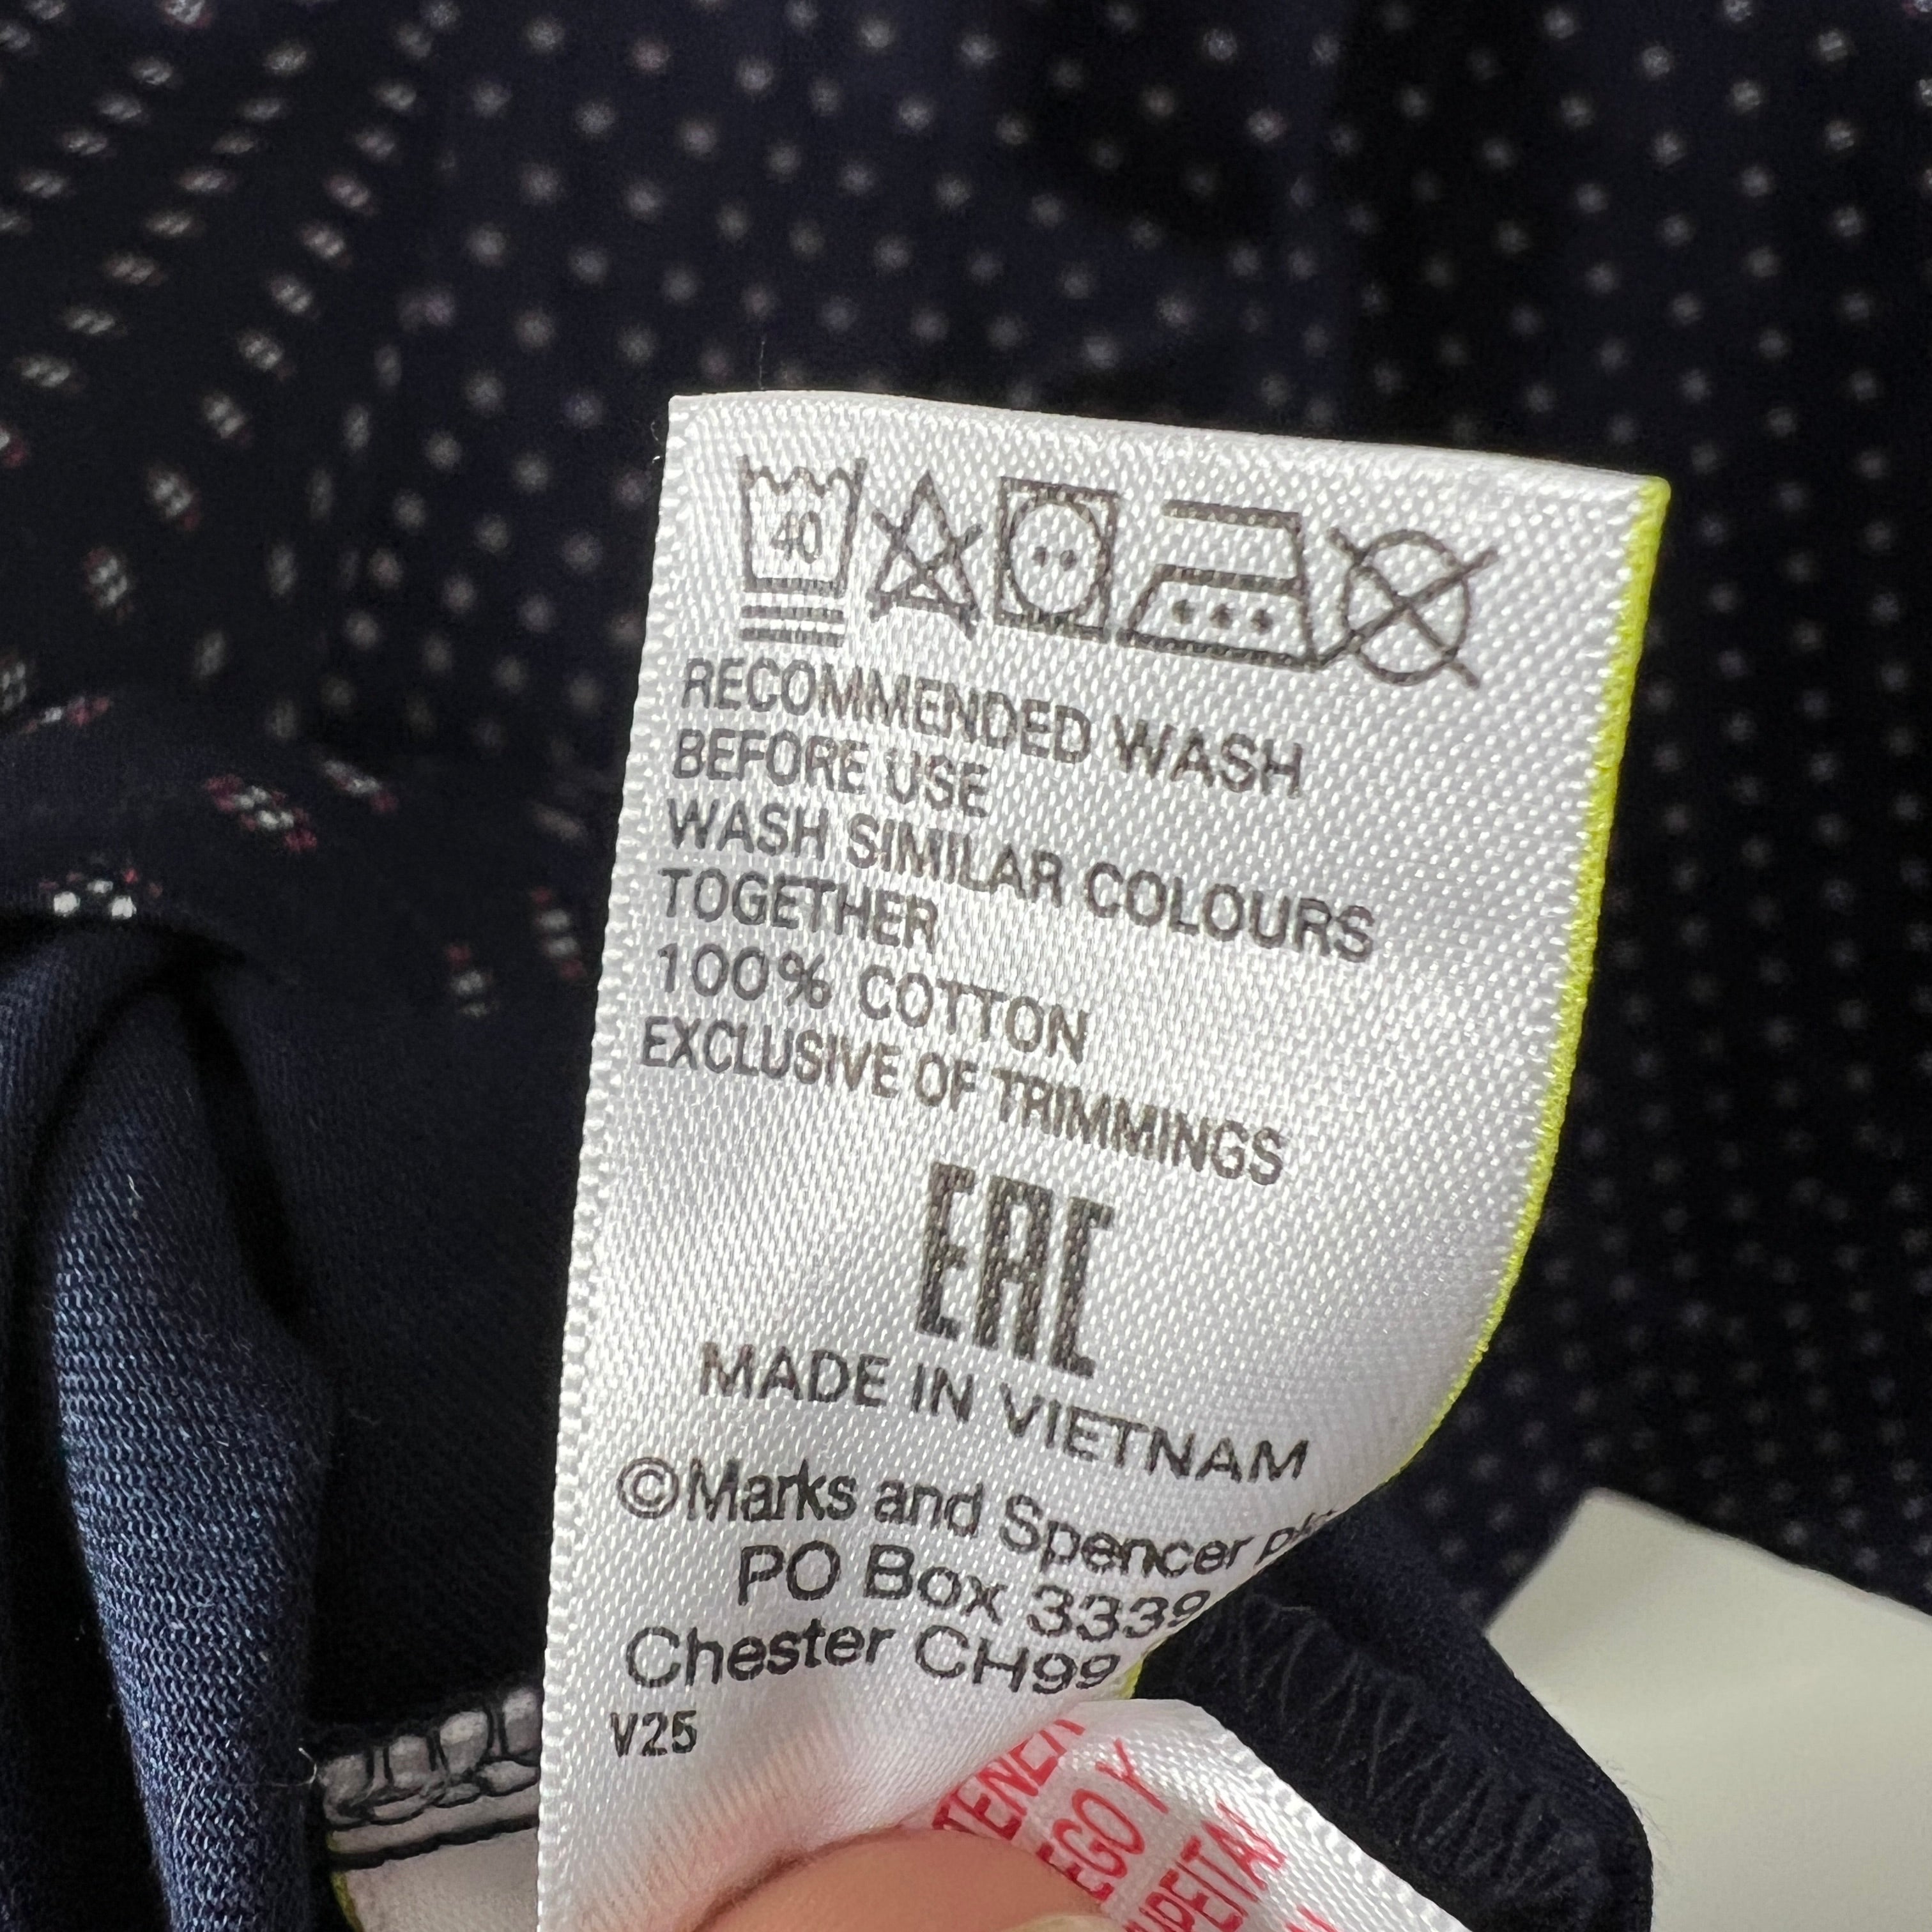 40
RECOMMENDED WASH
BEFORE USE
WASH SIMILAR COLOURS
TOGETHER
100% COTTON
EXCLUSIVE OF TRIMMINGS
EAC
MADE IN VIETNAM
©Marks and Spencer
PO Box 3339
Chester CH99
V25